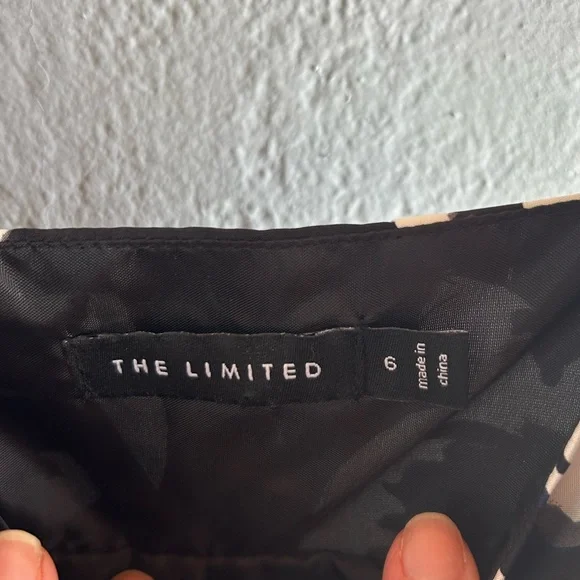 THE LIMITED
6
made in
china